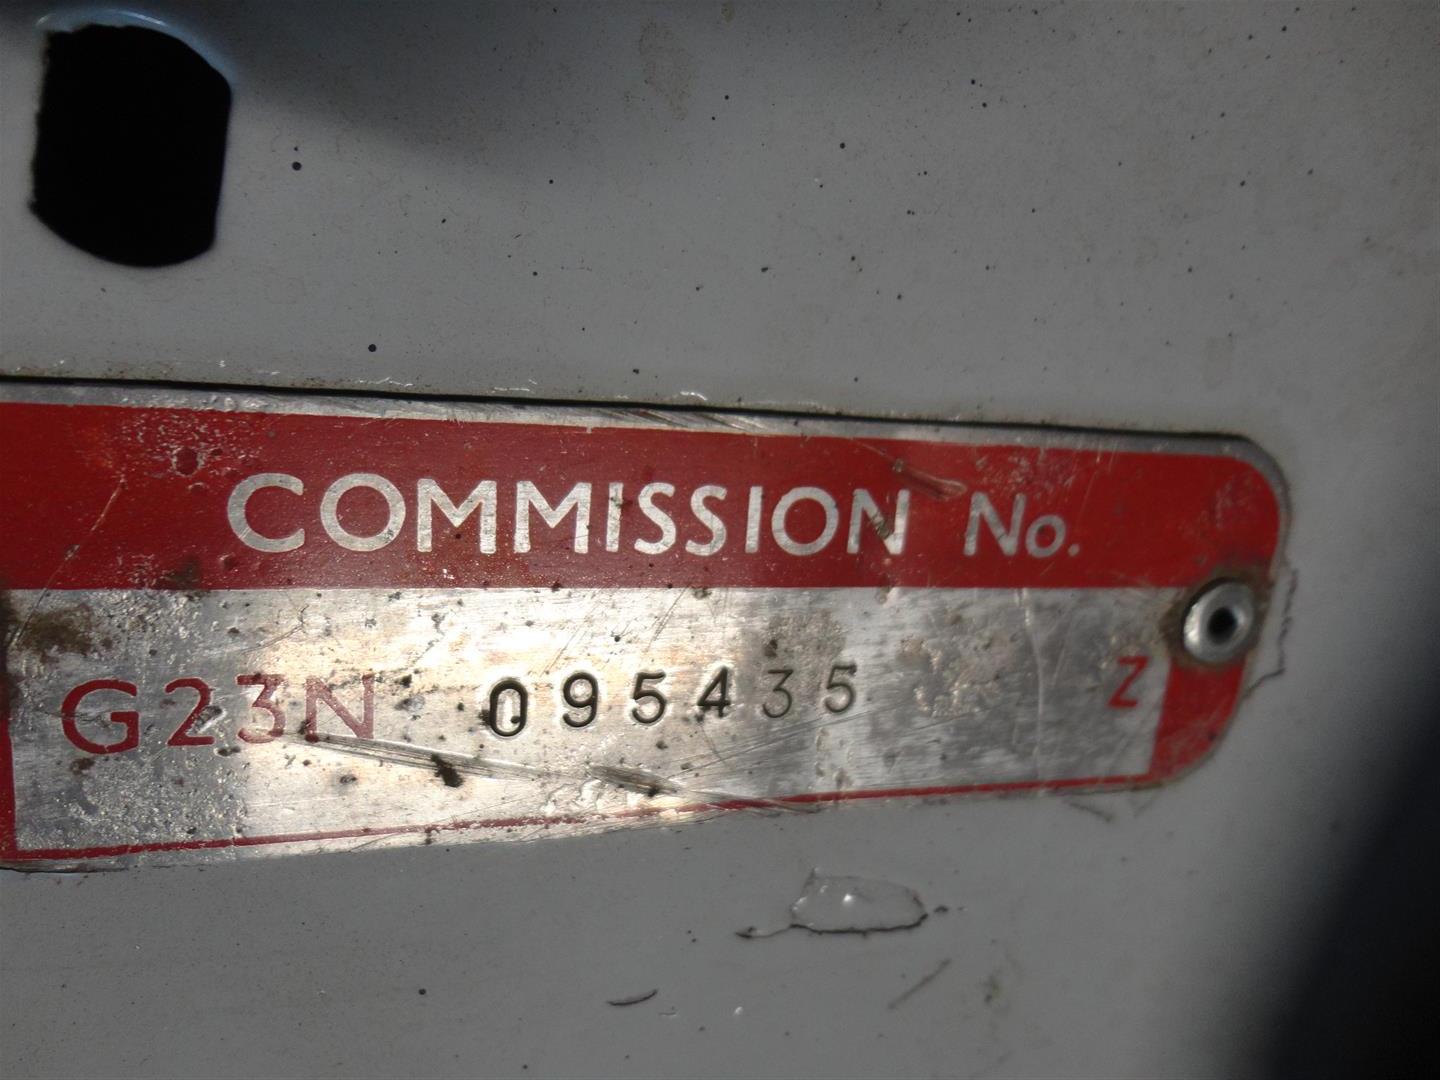 COMMISSION No.
G23N 095435 Z